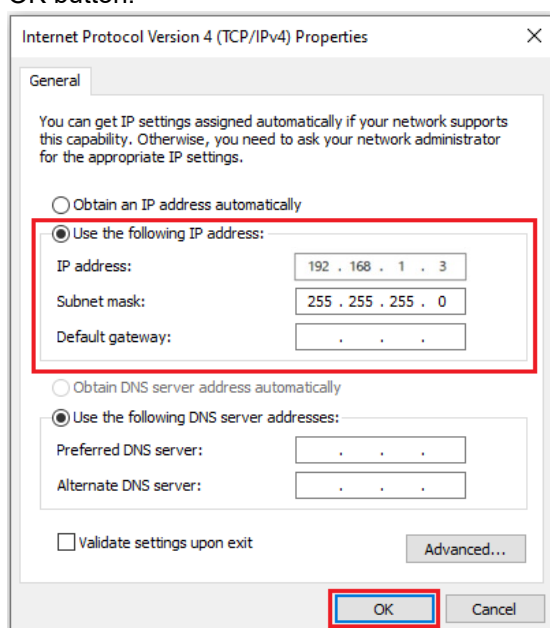 OK button.
Internet Protocol Version 4 (TCP/IPv4) Properties
General
You can get IP settings assigned automatically if your network supports
this capability. Otherwise, you need to ask your network administrator
for the appropriate IP settings.
Obtain an IP address automatically
Use the following IP address:
IP address: 192 . 168 . 1 . 3
Subnet mask: 255 . 255 . 255 . 0
Default gateway: . . .
Obtain DNS server address automatically
Use the following DNS server addresses:
Preferred DNS server: . . .
Alternate DNS server: . . .
Validate settings upon exit
Advanced...
OK Cancel